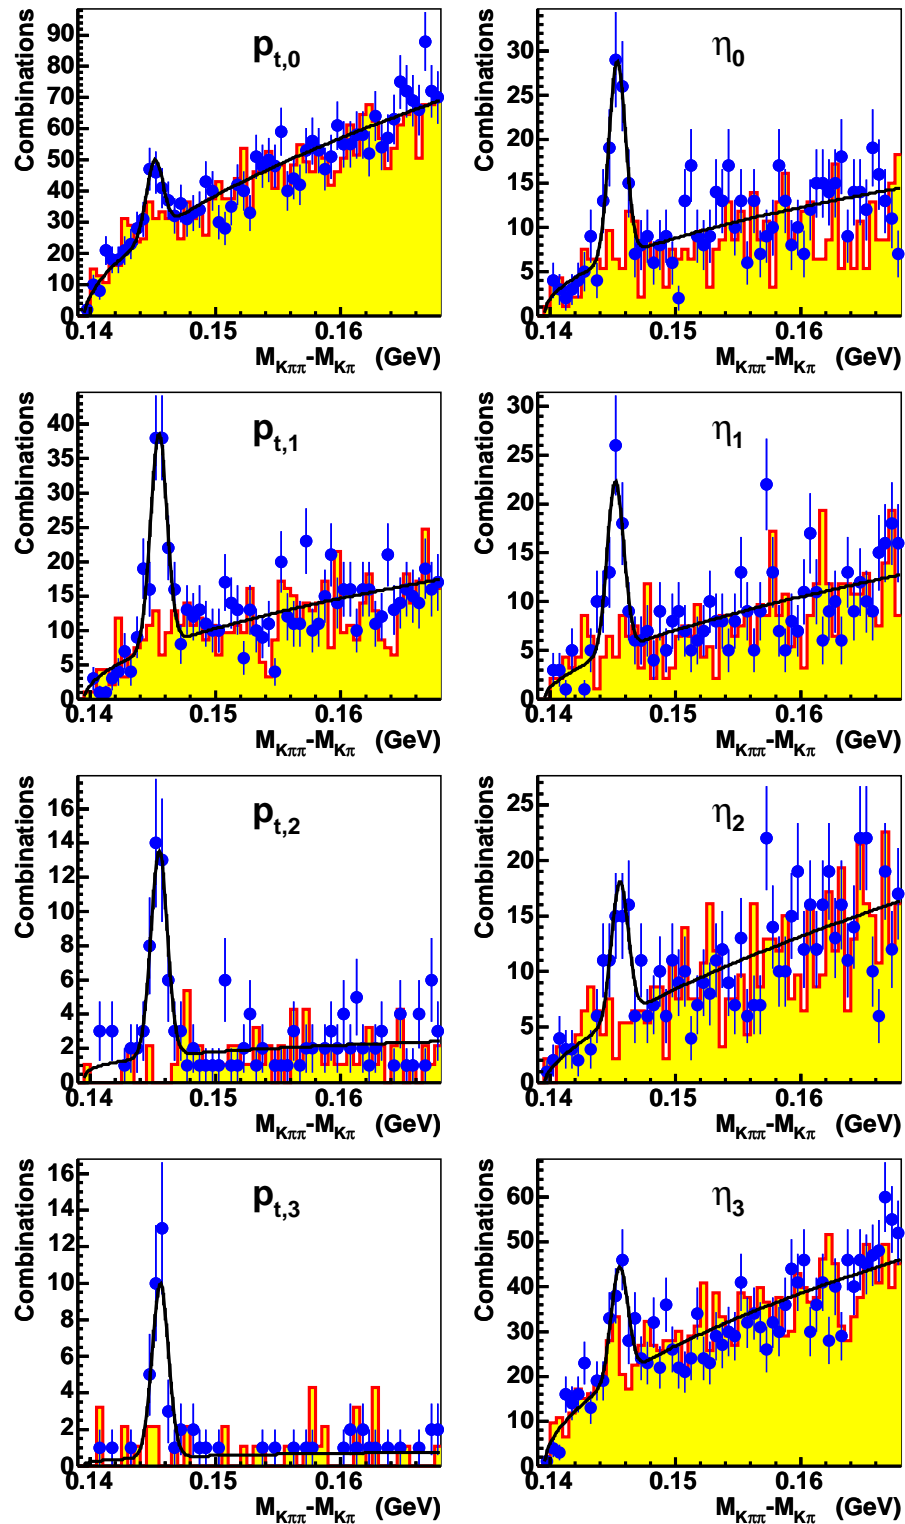 Combinations
90
80
70
60
50
40
30
20
10
0
p_t,0
0.14 0.15 0.16
M_Kππ-M_Kπ (GeV)
Combinations
30
25
20
15
10
5
0
η_0
0.14 0.15 0.16
M_Kππ-M_Kπ (GeV)
Combinations
40
35
30
25
20
15
10
5
0
p_t,1
0.14 0.15 0.16
M_Kππ-M_Kπ (GeV)
Combinations
30
25
20
15
10
5
0
η_1
0.14 0.15 0.16
M_Kππ-M_Kπ (GeV)
Combinations
16
14
12
10
8
6
4
2
0
p_t,2
0.14 0.15 0.16
M_Kππ-M_Kπ (GeV)
Combinations
25
20
15
10
5
0
η_2
0.14 0.15 0.16
M_Kππ-M_Kπ (GeV)
Combinations
16
14
12
10
8
6
4
2
0
p_t,3
0.14 0.15 0.16
M_Kππ-M_Kπ (GeV)
Combinations
60
50
40
30
20
10
0
η_3
0.14 0.15 0.16
M_Kππ-M_Kπ (GeV)